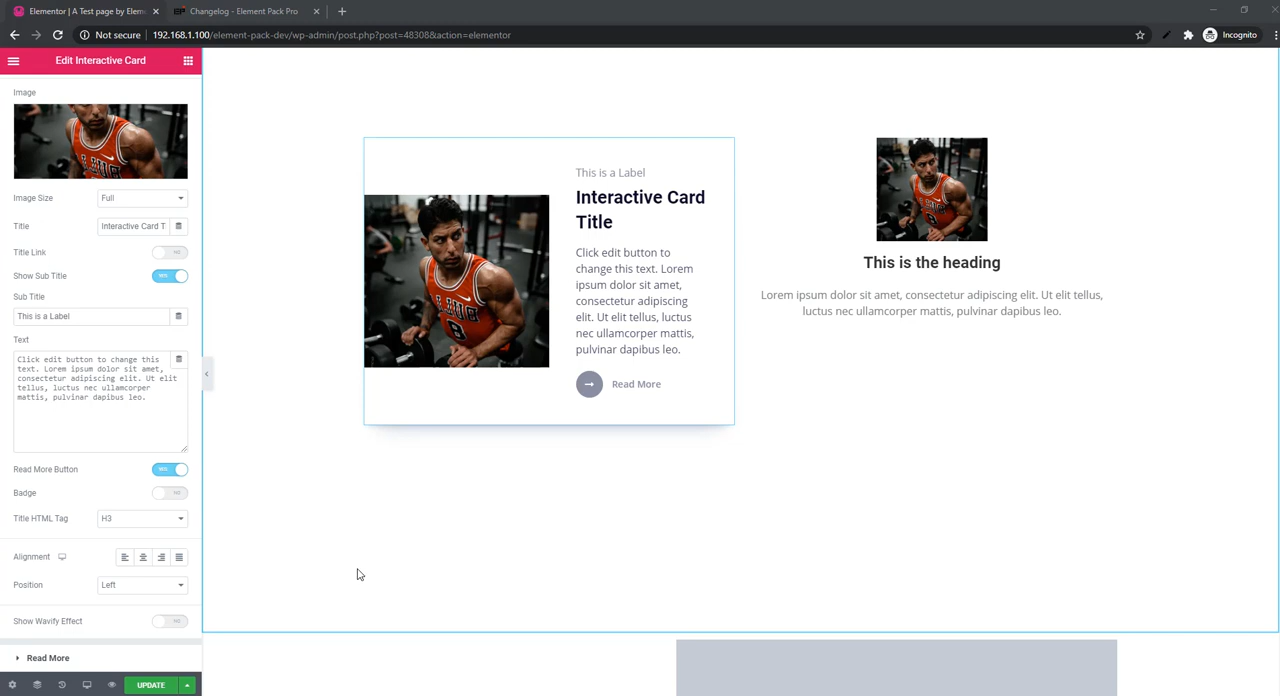 Elementor | A Test page by Elemen
Changelog - Element Pack Pro
Not secure
192.168.1.100/element-pack-dev/wp-admin/post.php?post=48308&action=elementor
Incognito
Edit Interactive Card
Image
Image Size
Full
Title
Interactive Card T
Title Link
NO
Show Sub Title
YES
Sub Title
This is a Label
Text
Click edit button to change this
text. Lorem ipsum dolor sit amet,
consectetur adipiscing elit. Ut elit
tellus, luctus nec ullamcorper
mattis, pulvinar dapibus leo.
Read More Button
YES
Badge
NO
Title HTML Tag
H3
Alignment
Position
Left
Show Wavify Effect
NO
Read More
UPDATE
This is a Label
Interactive Card
Title
Click edit button to
change this text. Lorem
ipsum dolor sit amet,
consectetur adipiscing
elit. Ut elit tellus, luctus
nec ullamcorper mattis,
pulvinar dapibus leo.
Read More
This is the heading
Lorem ipsum dolor sit amet, consectetur adipiscing elit. Ut elit tellus,
luctus nec ullamcorper mattis, pulvinar dapibus leo.